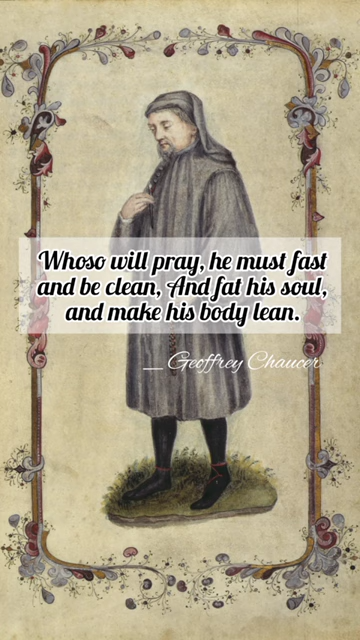 Whoso will pray, he must fast
and be clean, And fat his soul,
and make his body lean.
__ Geoffrey Chaucer